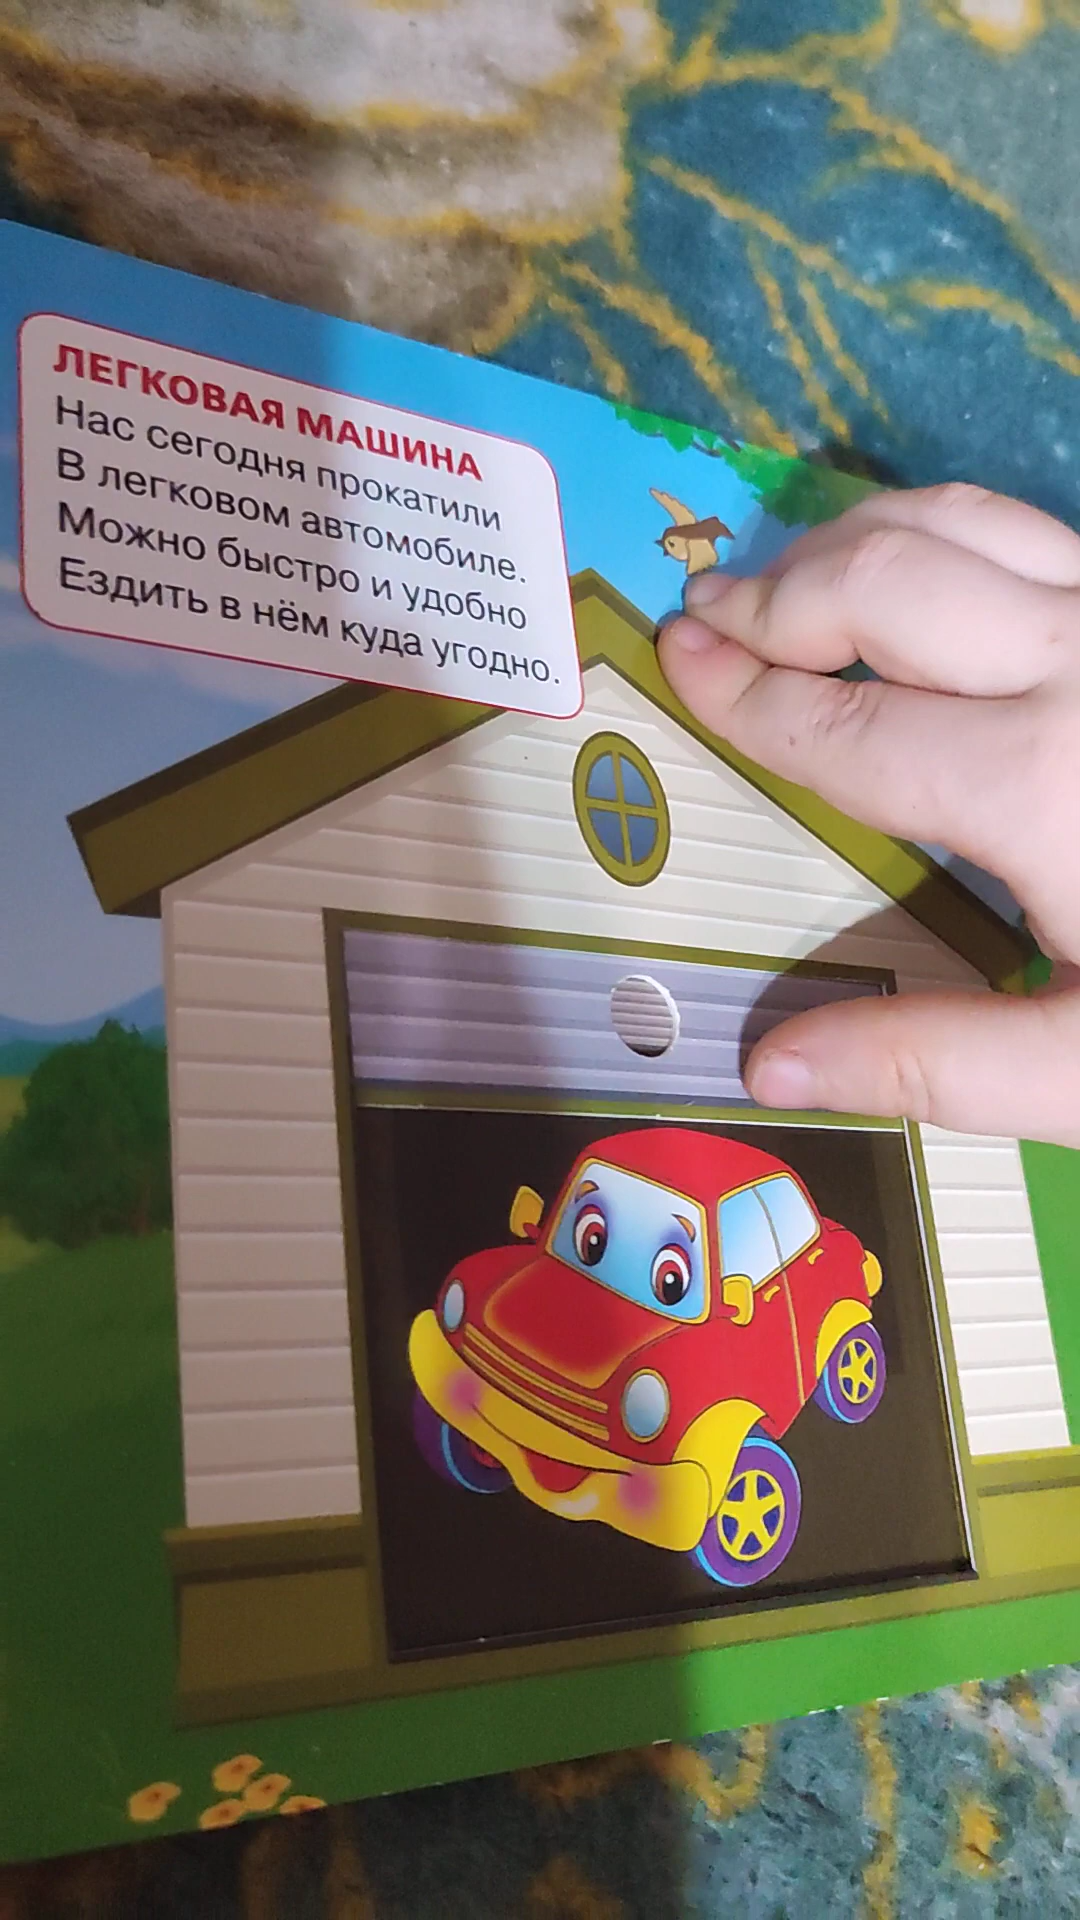 ЛЕГКОВАЯ МАШИНА
Нас сегодня прокатили
В легковом автомобиле.
Можно быстро и удобно
Ездить в нём куда угодно.